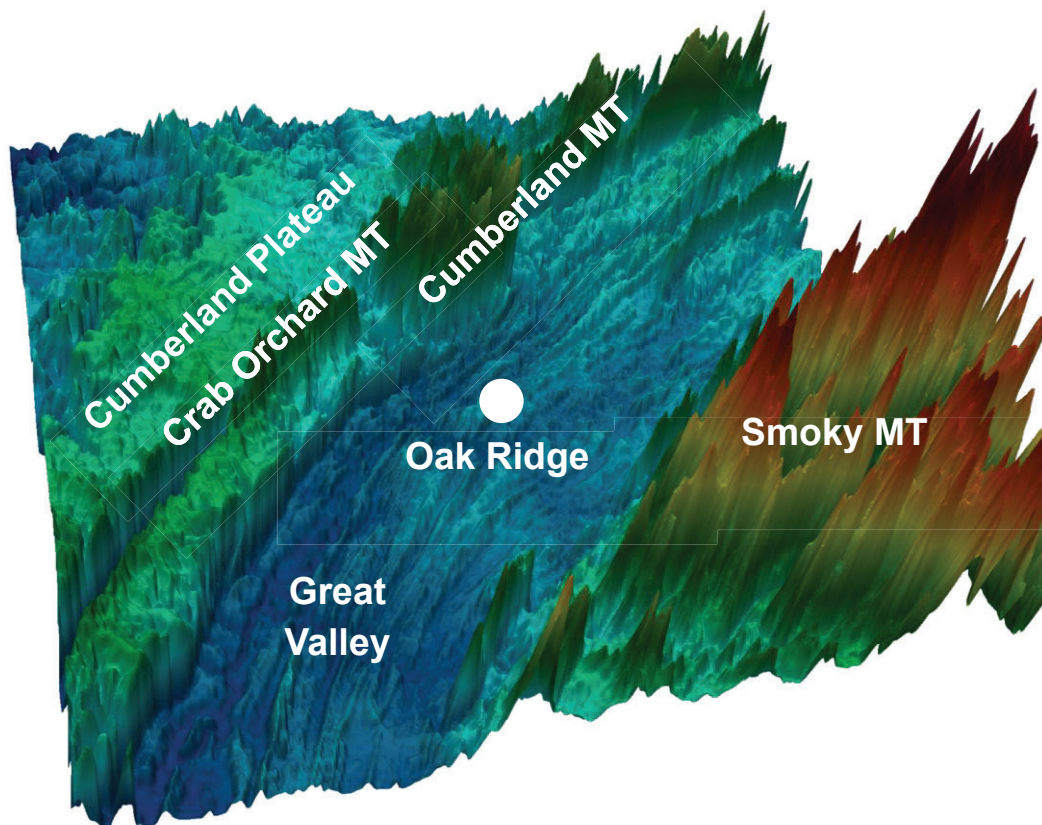 Cumberland Plateau
Crab Orchard MT
Cumberland MT
Oak Ridge
Smoky MT
Great
Valley